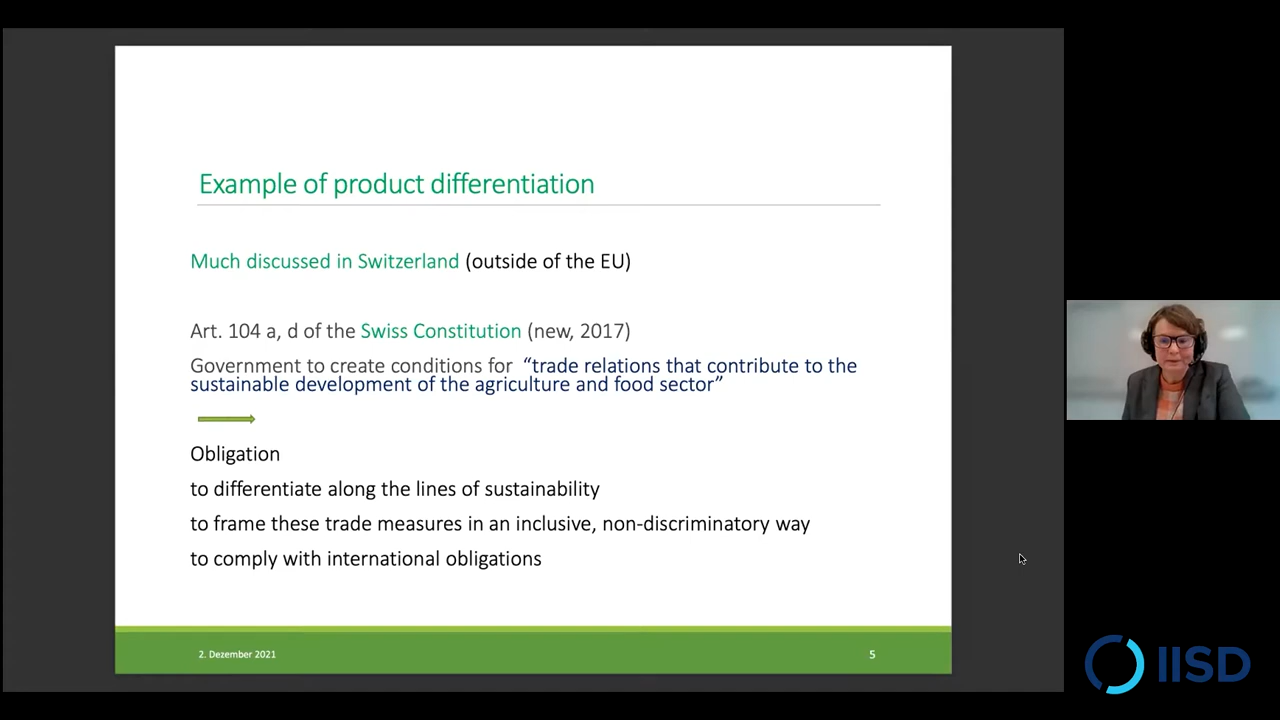 Example of product differentiation
Much discussed in Switzerland (outside of the EU)
Art. 104 a, d of the Swiss Constitution (new, 2017)
Government to create conditions for “trade relations that contribute to the
sustainable development of the agriculture and food sector”
Obligation
to differentiate along the lines of sustainability
to frame these trade measures in an inclusive, non-discriminatory way
to comply with international obligations
2. Dezember 2021
5
IISD